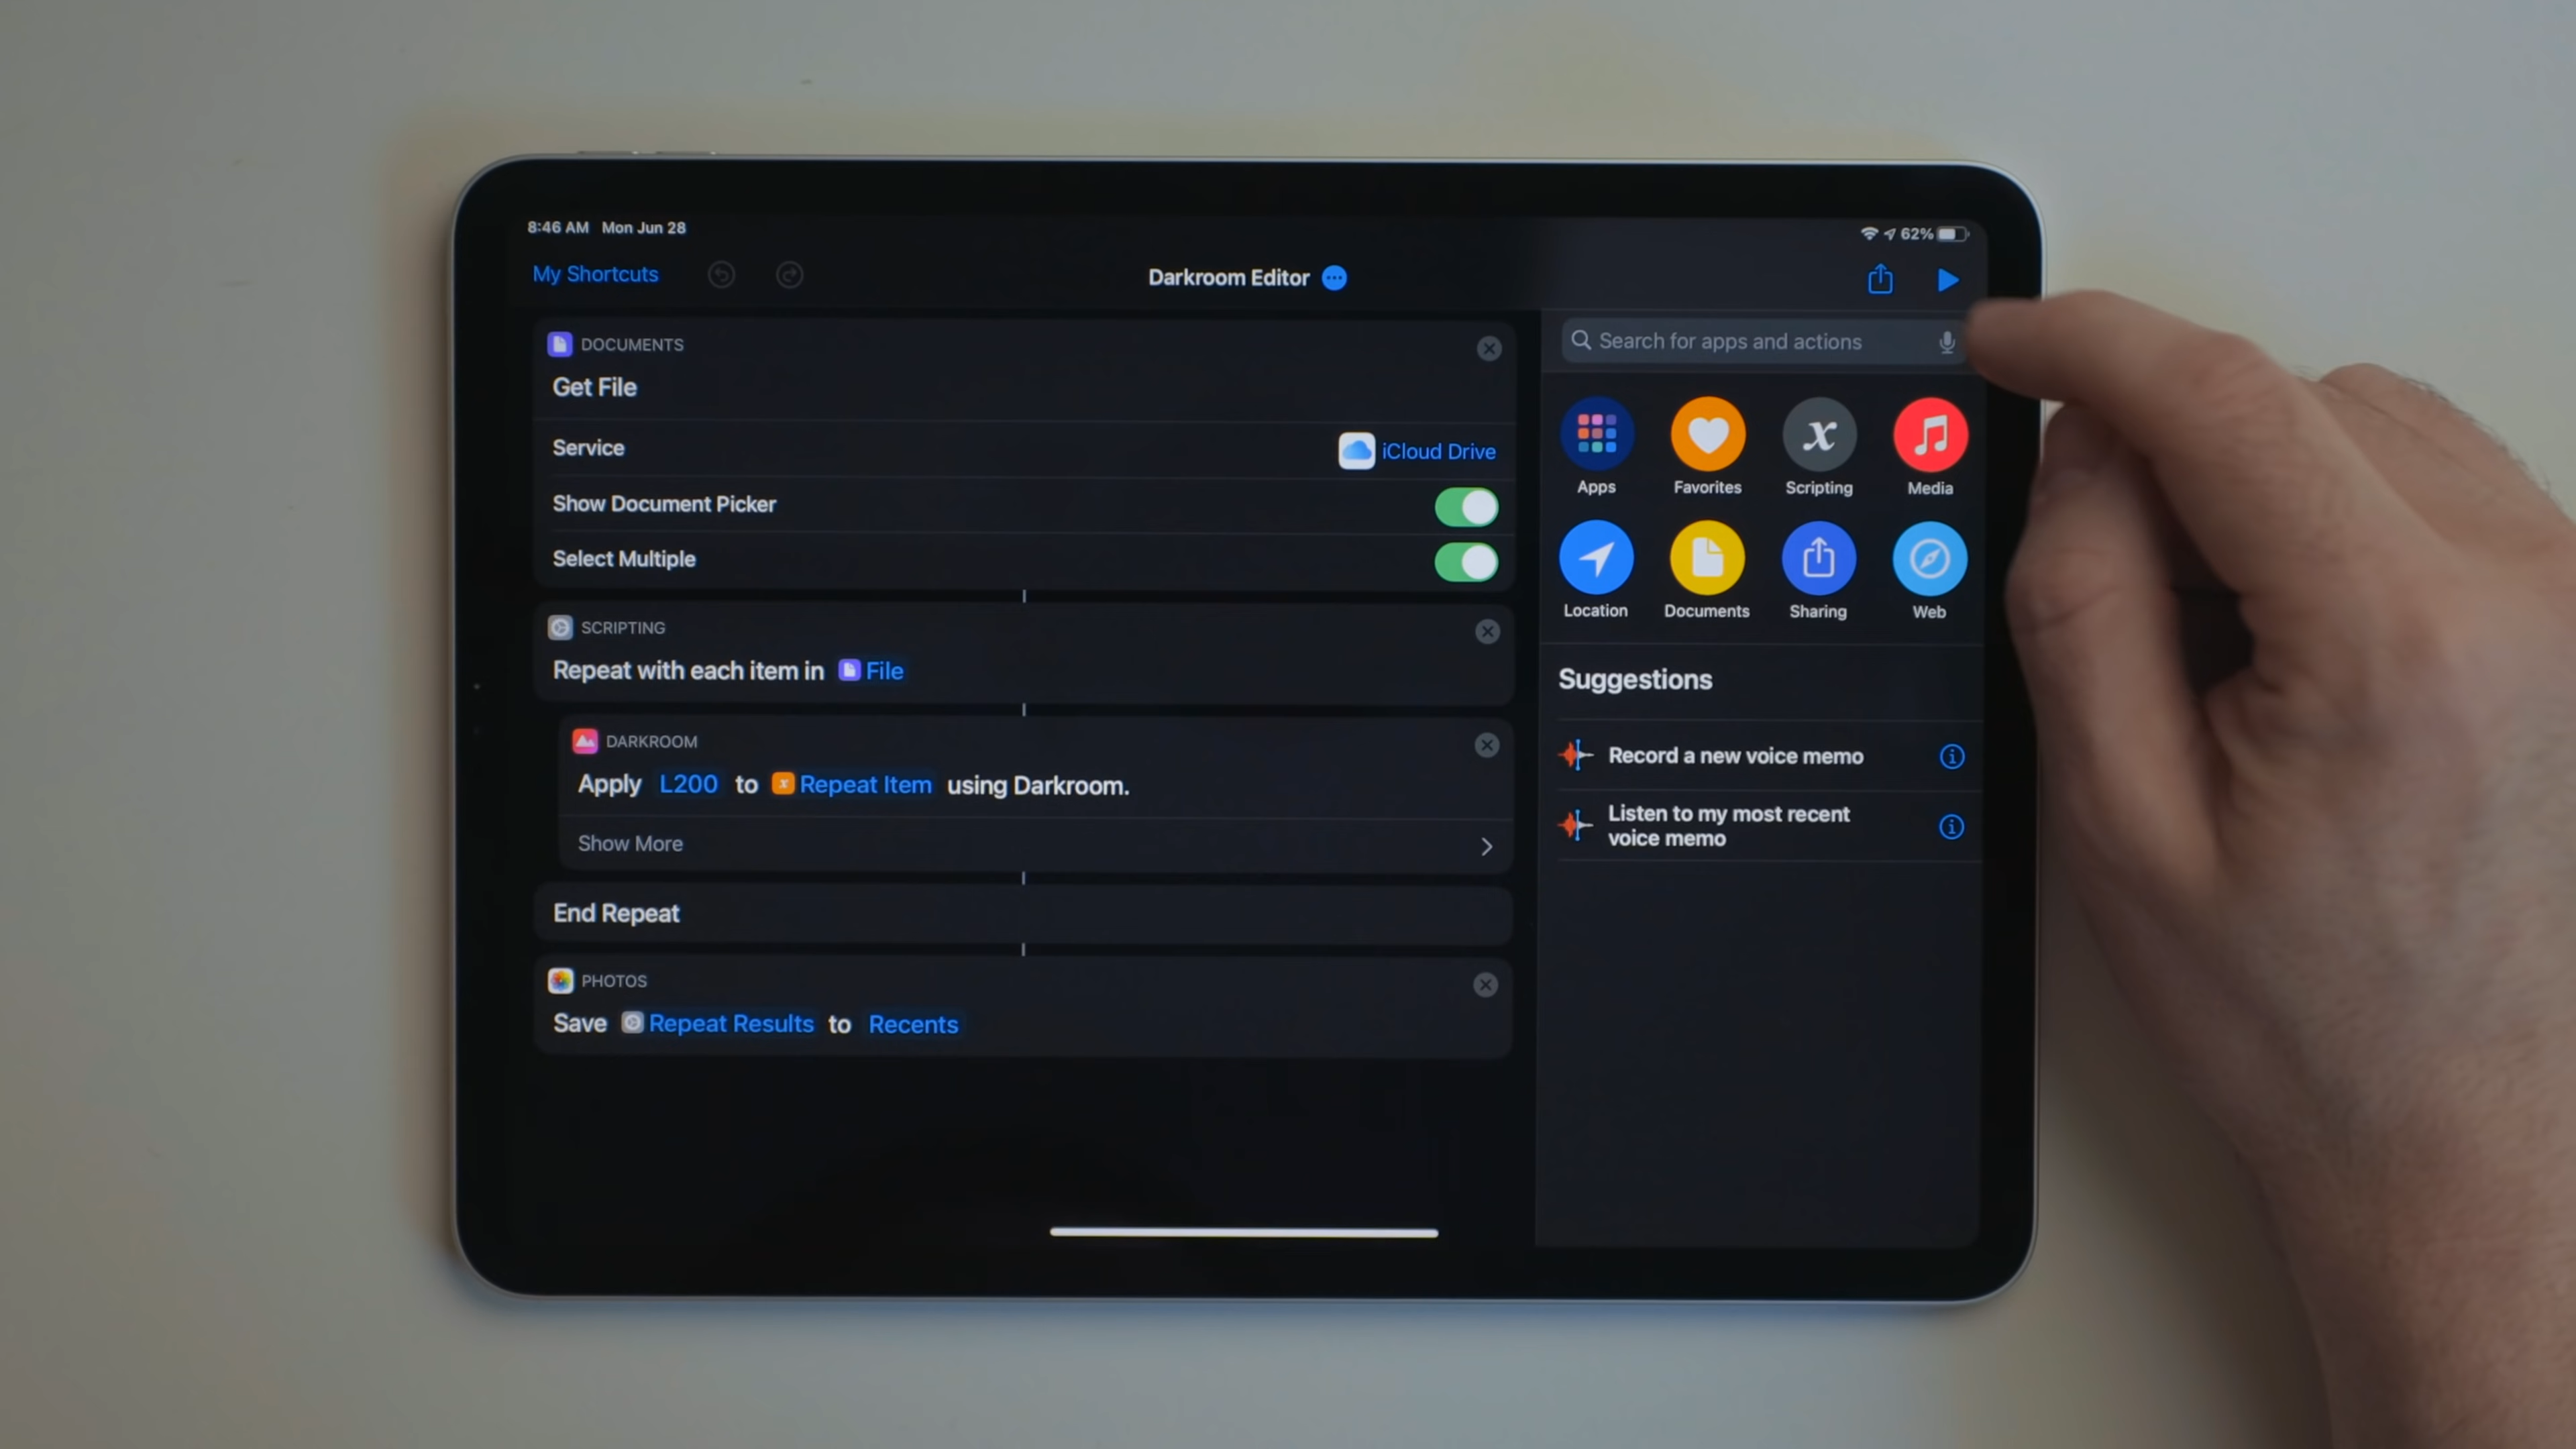 8:46 AM Mon Jun 28
62%
My Shortcuts
Darkroom Editor
DOCUMENTS
Get File
Service
iCloud Drive
Show Document Picker
Select Multiple
SCRIPTING
Repeat with each item in File
DARKROOM
Apply L200 to x Repeat Item using Darkroom.
Show More
End Repeat
PHOTOS
Save Repeat Results to Recents
Search for apps and actions
x
Apps Favorites Scripting Media
Location Documents Sharing Web
Suggestions
Record a new voice memo
Listen to my most recent
voice memo